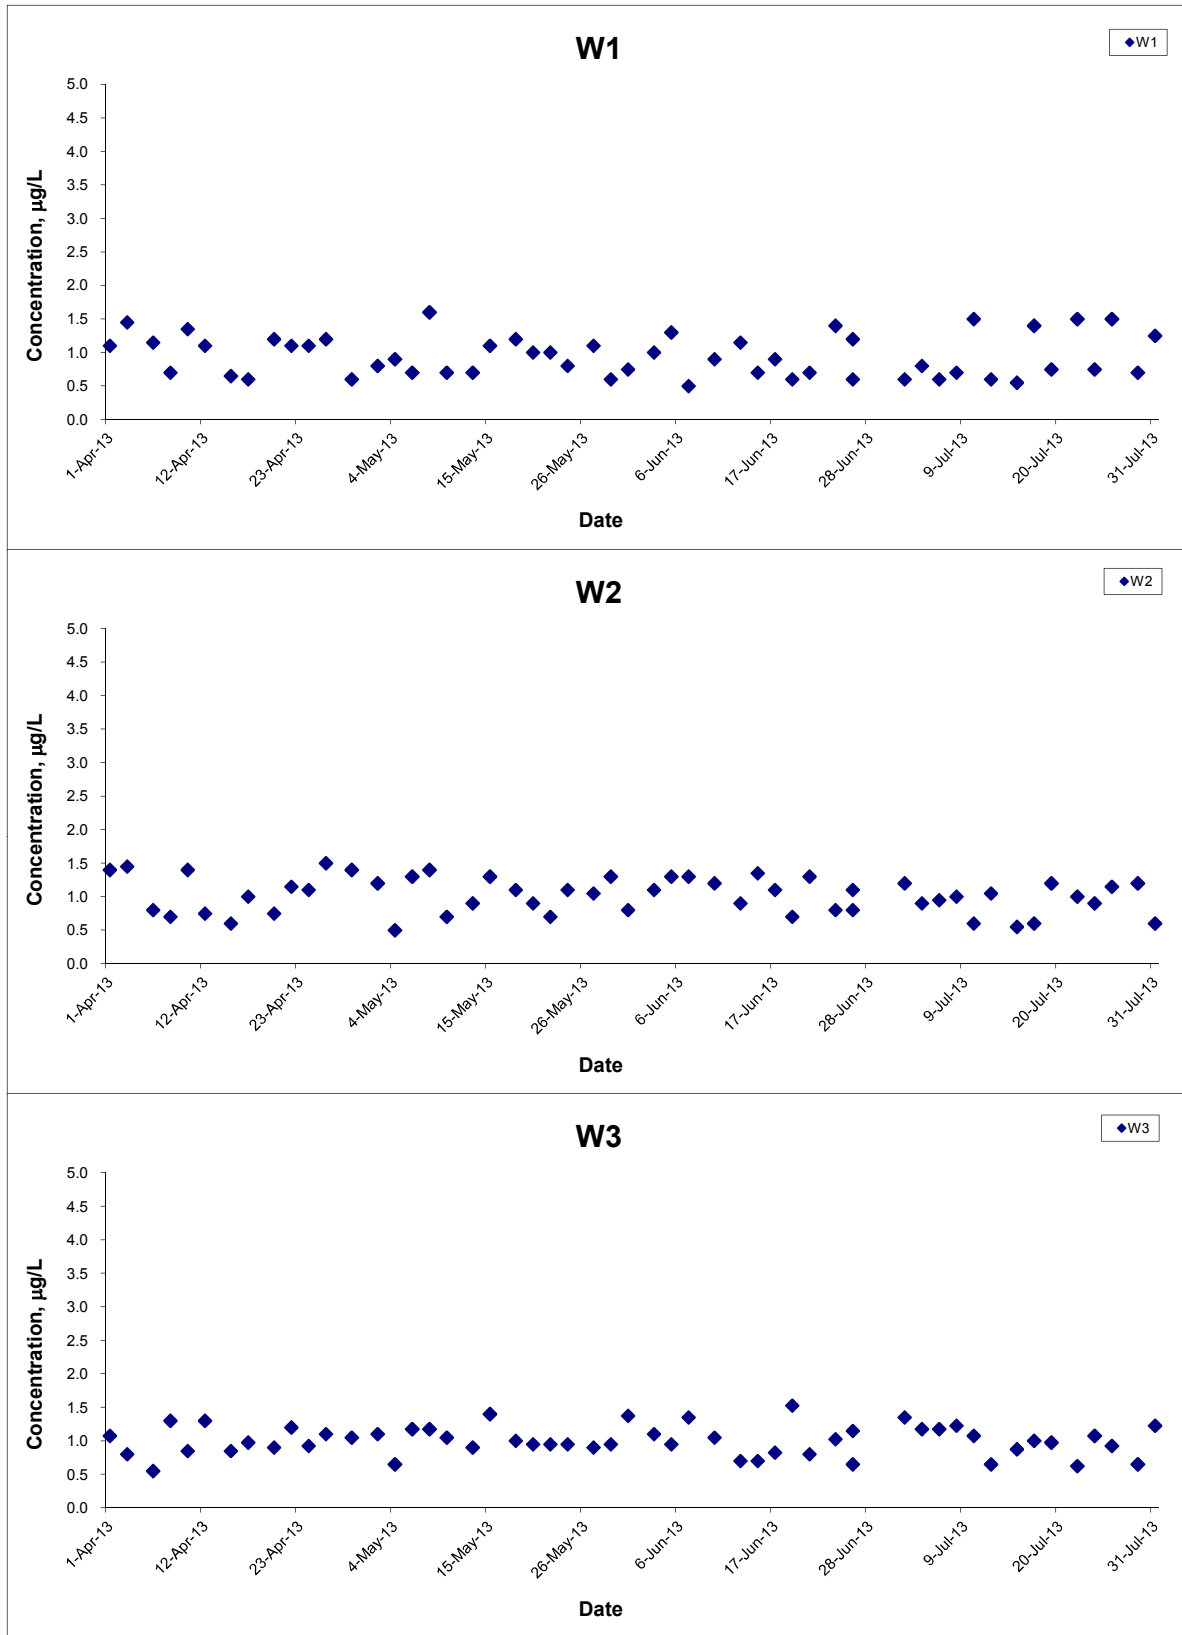 W1
W1
5.0
4.5
4.0
3.5
3.0
2.5
2.0
1.5
1.0
0.5
0.0
Concentration, µg/L
1-Apr-13
12-Apr-13
23-Apr-13
4-May-13
15-May-13
26-May-13
6-Jun-13
17-Jun-13
28-Jun-13
9-Jul-13
20-Jul-13
31-Jul-13
Date
W2
W2
5.0
4.5
4.0
3.5
3.0
2.5
2.0
1.5
1.0
0.5
0.0
Concentration, µg/L
1-Apr-13
12-Apr-13
23-Apr-13
4-May-13
15-May-13
26-May-13
6-Jun-13
17-Jun-13
28-Jun-13
9-Jul-13
20-Jul-13
31-Jul-13
Date
W3
W3
5.0
4.5
4.0
3.5
3.0
2.5
2.0
1.5
1.0
0.5
0.0
Concentration, µg/L
1-Apr-13
12-Apr-13
23-Apr-13
4-May-13
15-May-13
26-May-13
6-Jun-13
17-Jun-13
28-Jun-13
9-Jul-13
20-Jul-13
31-Jul-13
Date